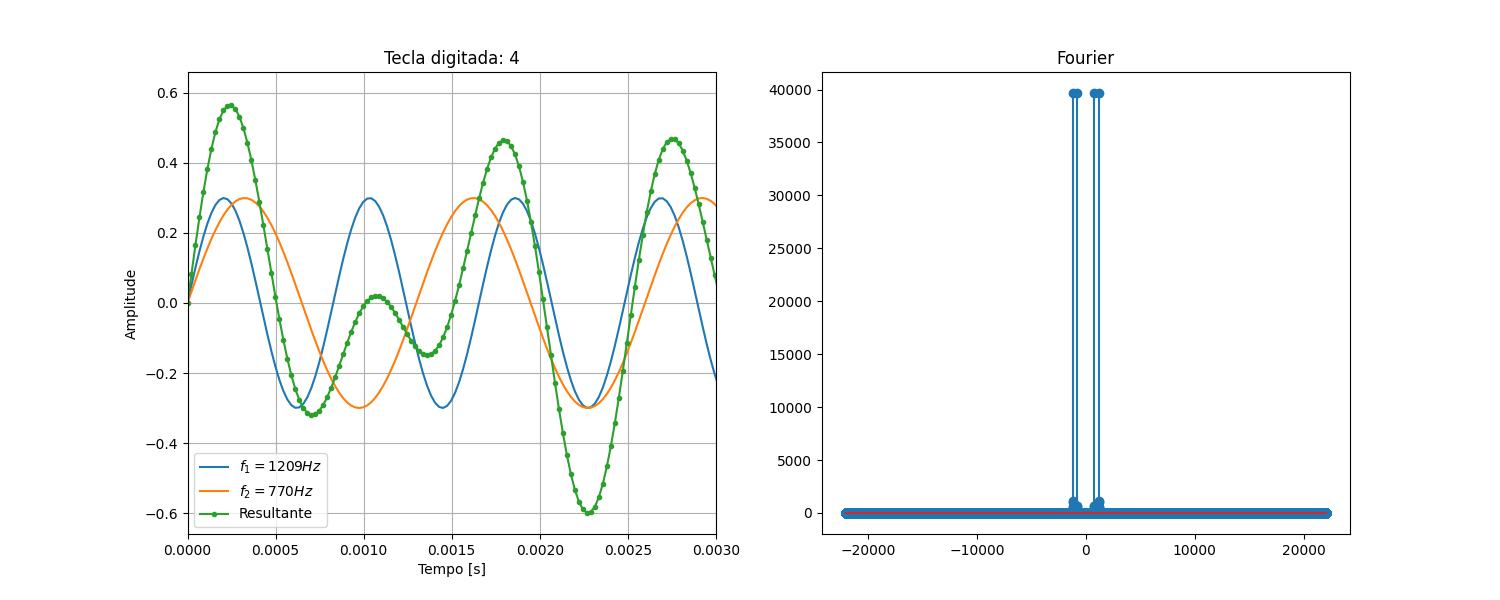 Tecla digitada: 4
Amplitude
0.6
0.4
0.2
0.0
−0.2
−0.4
−0.6
f₁ = 1209Hz
f₂ = 770Hz
Resultante
0.0000 0.0005 0.0010 0.0015 0.0020 0.0025 0.0030
Tempo [s]
Fourier
40000
35000
30000
25000
20000
15000
10000
5000
0
−20000 −10000 0 10000 20000